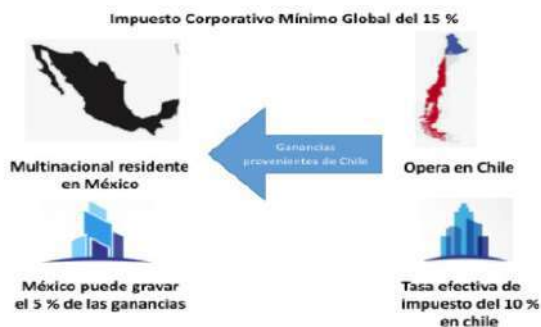 Impuesto Corporativo Mínimo Global del 15 %
Ganancias
provenientes de Chile
Multinacional residente
en México
Opera en Chile
México puede gravar
el 5 % de las ganancias
Tasa efectiva de
impuesto del 10 %
en chile